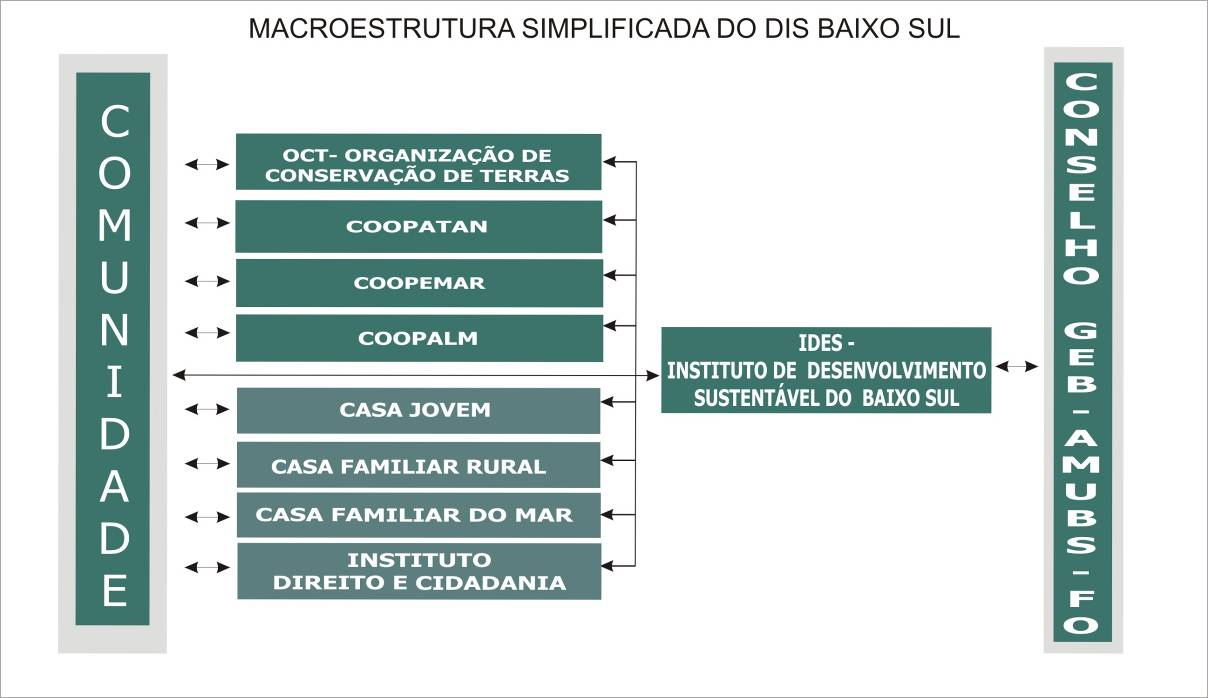 MACROESTRUTURA SIMPLIFICADA DO DIS BAIXO SUL
COMUNIDADE
OCT- ORGANIZAÇÃO DE
CONSERVAÇÃO DE TERRAS
COOPATAN
COOPEMAR
COOPALM
CASA JOVEM
CASA FAMILIAR RURAL
CASA FAMILIAR DO MAR
INSTITUTO
DIREITO E CIDADANIA
IDES -
INSTITUTO DE DESENVOLVIMENTO
SUSTENTÁVEL DO BAIXO SUL
CONSELHO GEB-AMUBS-FO